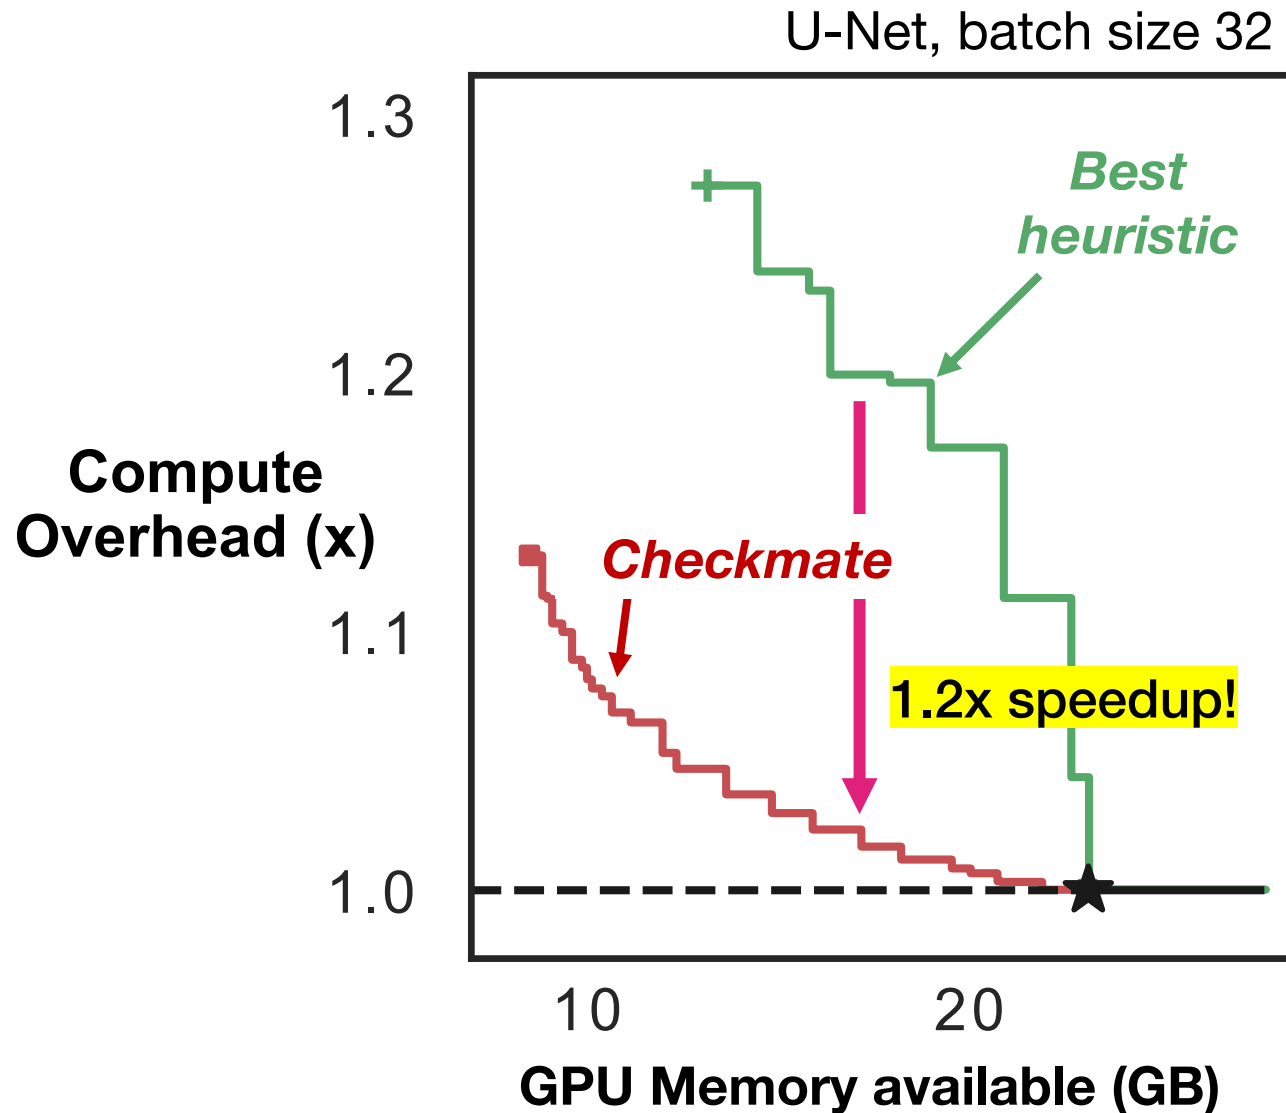 U-Net, batch size 32
1.3
Best
heuristic
1.2
Compute
Overhead (x)
Checkmate
1.1
1.2x speedup!
1.0
10
20
GPU Memory available (GB)